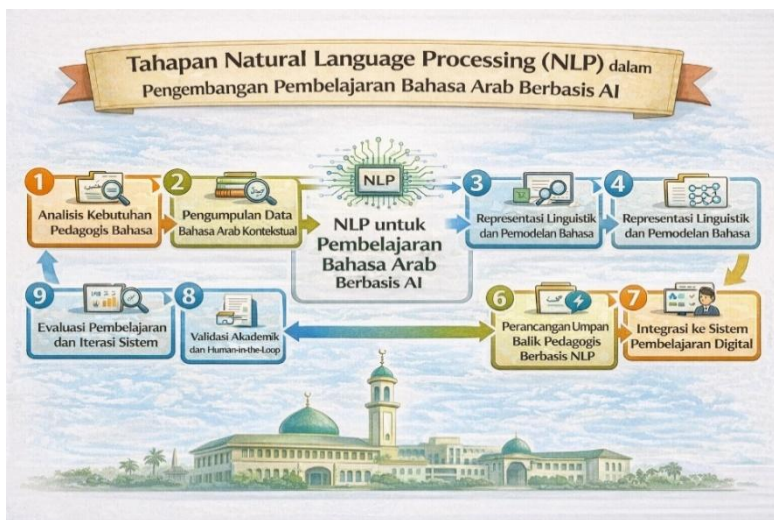 Tahapan Natural Language Processing (NLP) dalam
Pengembangan Pembelajaran Bahasa Arab Berbasis AI
NLP
1
Analisis Kebutuhan
Pedagogis Bahasa
2
Pengumpulan Data
Bahasa Arab Kontekstual
NLP untuk
Pembelajaran
Bahasa Arab
Berbasis AI
3
Representasi Linguistik
dan Pemodelan Bahasa
4
Representasi Linguistik
dan Pemodelan Bahasa
9
Evaluasi Pembelajaran
dan Iterasi Sistem
8
Validasi Akademik
dan Human-in-the-Loop
6
Perancangan Umpan
Balik Pedagogis
Berbasis NLP
7
Integrasi ke Sistem
Pembelajaran Digital